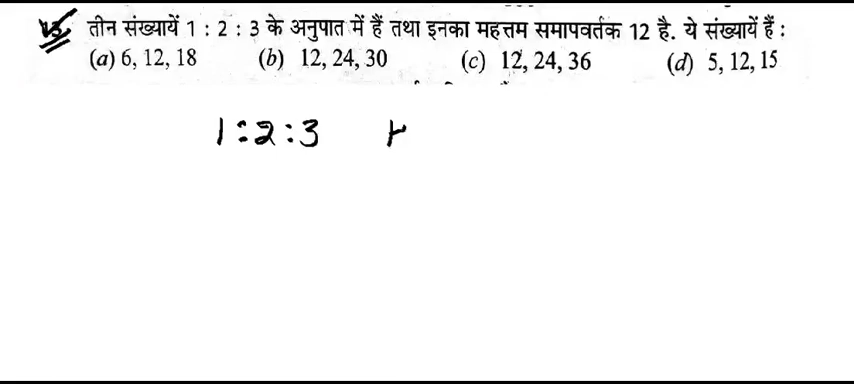 13. तीन संख्यायें 1 : 2 : 3 के अनुपात में हैं तथा इनका महत्तम समापवर्तक 12 है. ये संख्यायें हैं :
(a) 6, 12, 18 (b) 12, 24, 30 (c) 12, 24, 36 (d) 5, 12, 15
1:2:3